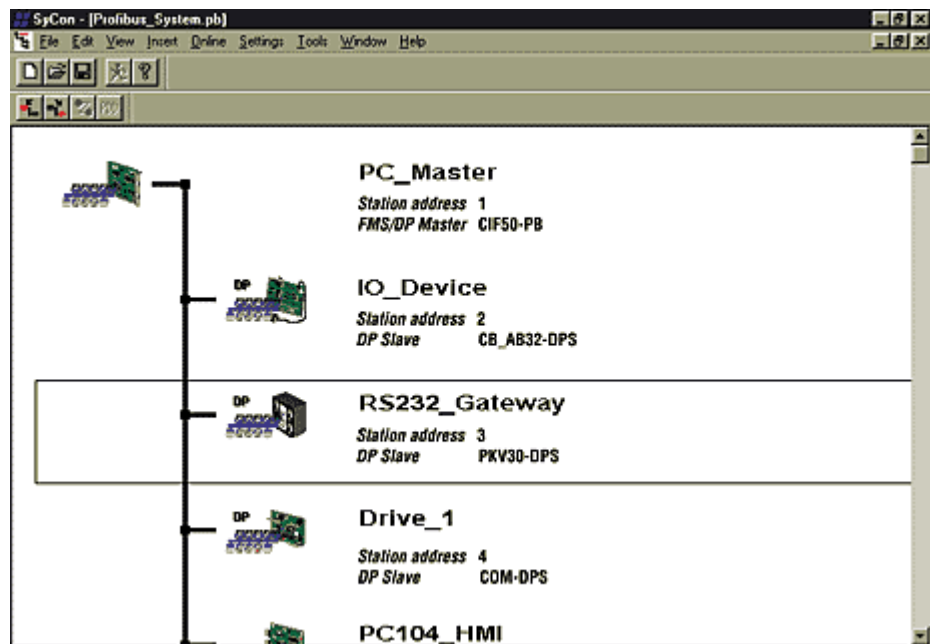 SyCon - [Profibus_System.pb]
File Edit View Insert Online Settings Tools Window Help
PC_Master
Station address 1
FMS/DP Master CIF50-PB
DP
IO_Device
Station address 2
DP Slave CB_AB32-DPS
DP
RS232_Gateway
Station address 3
DP Slave PKV30-DPS
DP
Drive_1
Station address 4
DP Slave COM-DPS
PC104_HMI